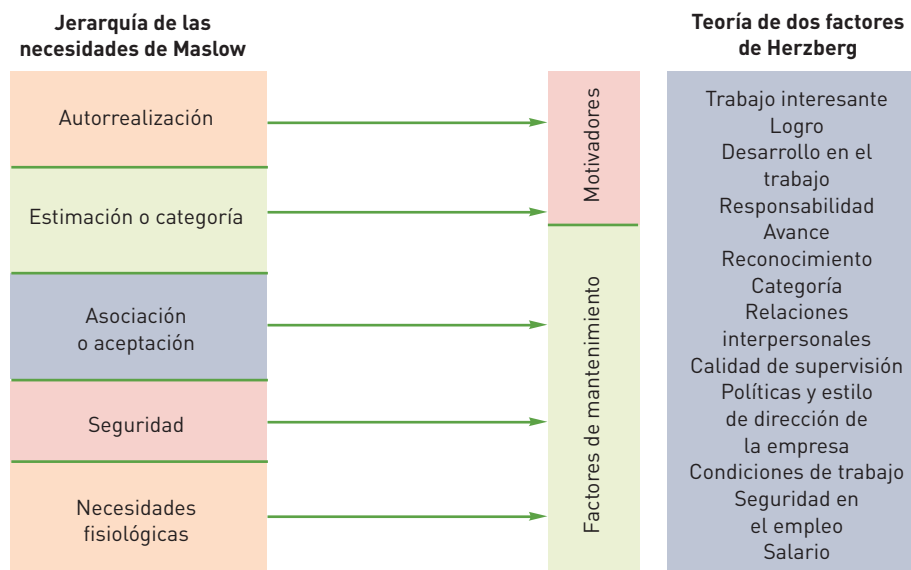 Jerarquía de las
necesidades de Maslow
Autorrealización
Estimación o categoría
Asociación
o aceptación
Seguridad
Necesidades
fisiológicas
Motivadores
Factores de mantenimiento
Teoría de dos factores
de Herzberg
Trabajo interesante
Logro
Desarrollo en el
trabajo
Responsabilidad
Avance
Reconocimiento
Categoría
Relaciones
interpersonales
Calidad de supervisión
Políticas y estilo
de dirección de
la empresa
Condiciones de trabajo
Seguridad en
el empleo
Salario